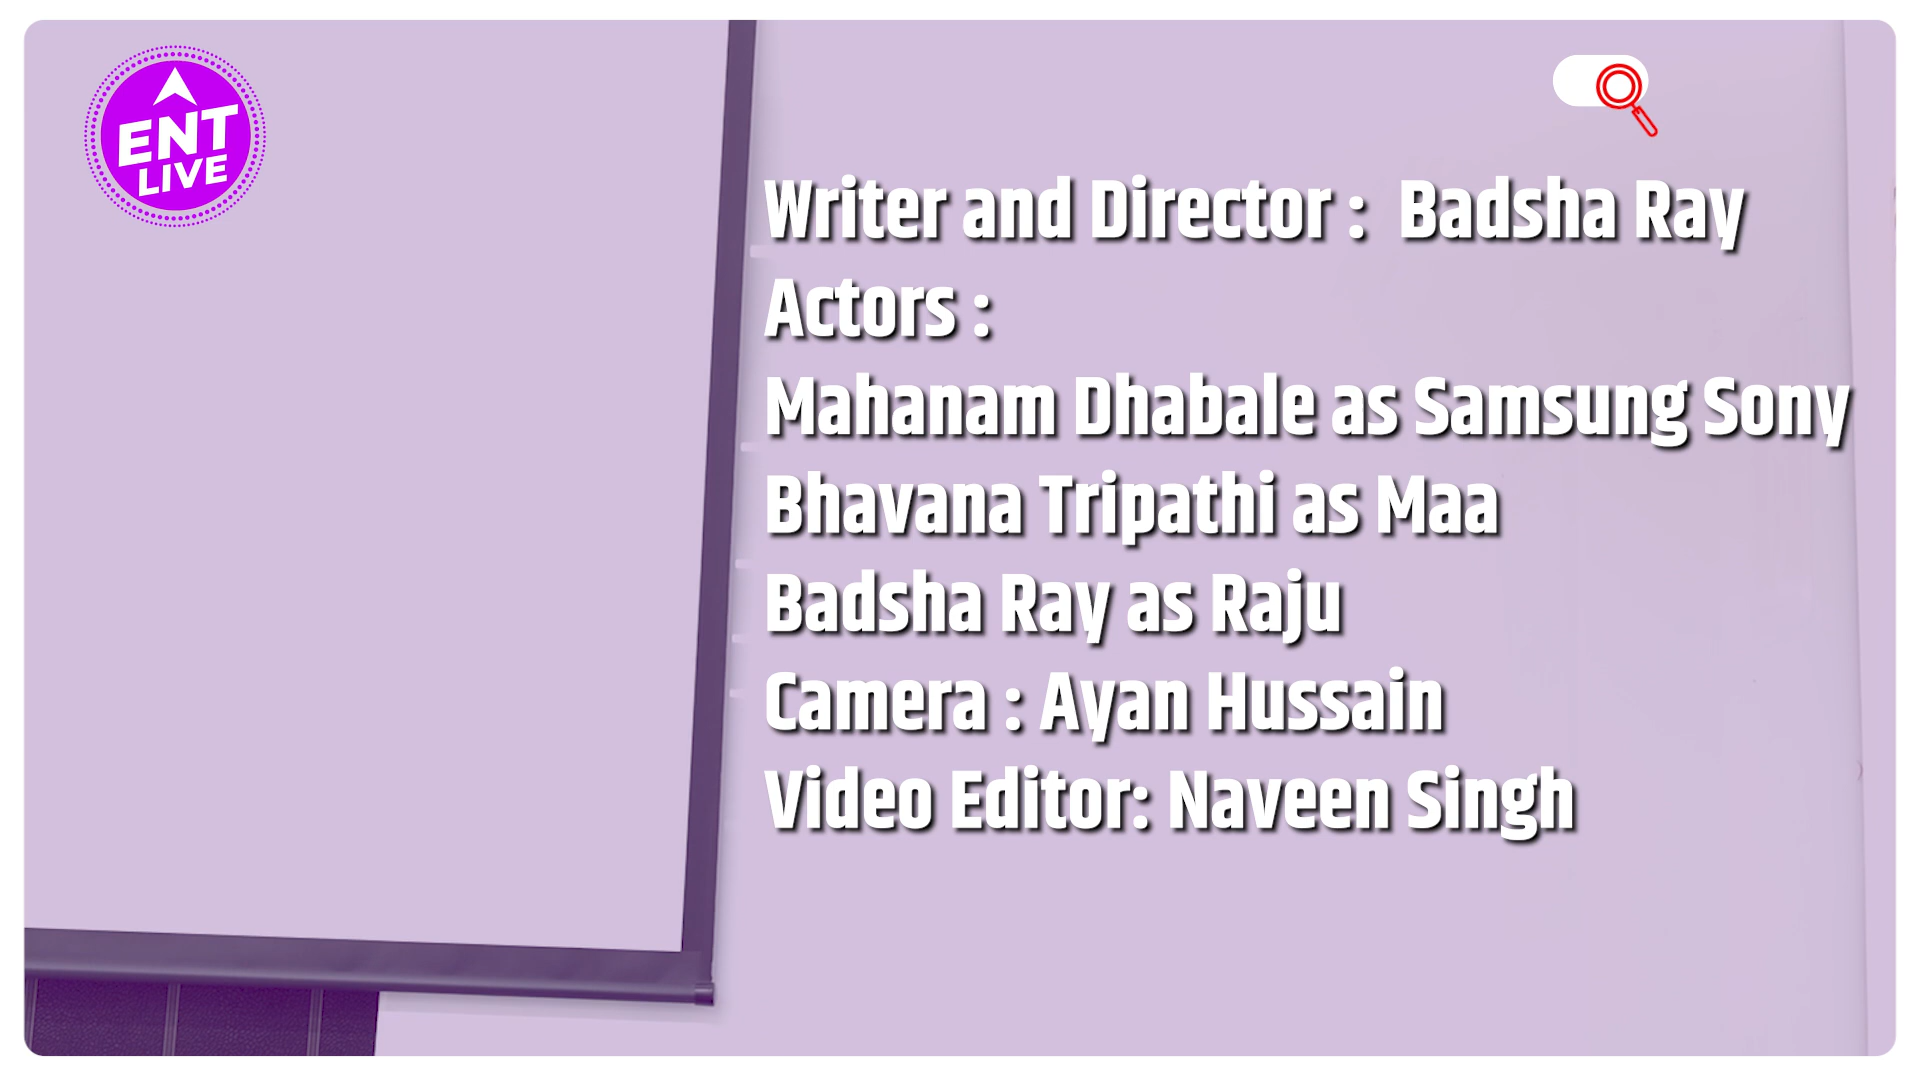 ENT
LIVE
Writer and Director : Badsha Ray
Actors :
Mahanam Dhabale as Samsung Sony
Bhavana Tripathi as Maa
Badsha Ray as Raju
Camera : Ayan Hussain
Video Editor: Naveen Singh